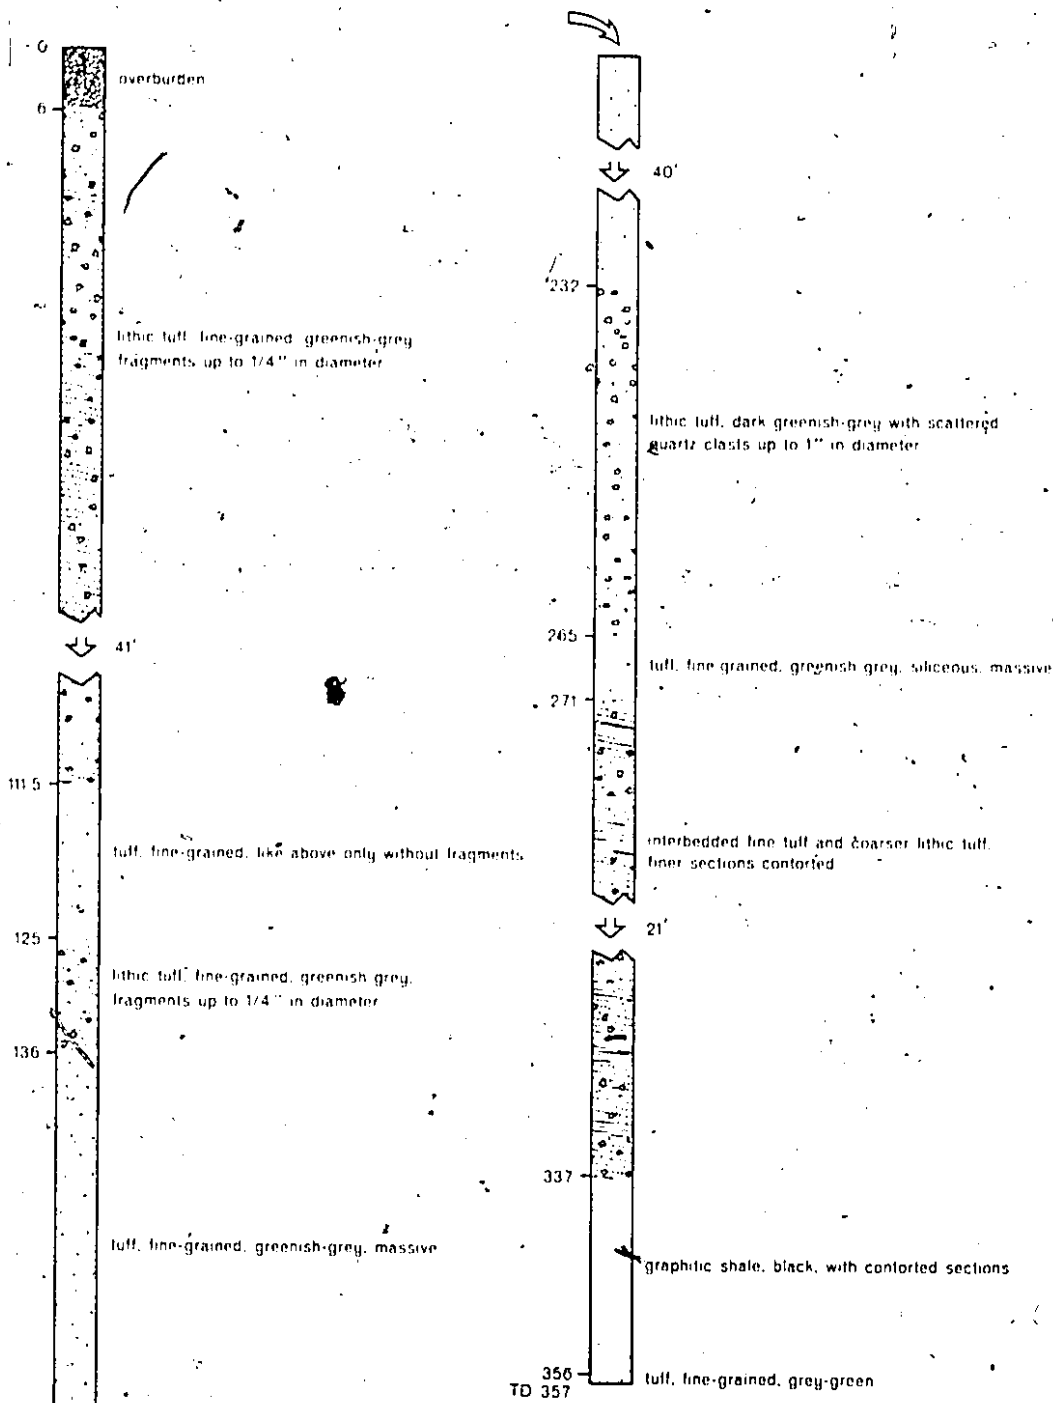 0
overburden
6
lithic tuff, fine-grained, greenish-grey
fragments up to 1/4" in diameter
41'
111.5
tuff, fine-grained, like above only without fragments
125
lithic tuff, fine-grained, greenish grey,
fragments up to 1/4" in diameter
136
tuff, fine-grained, greenish-grey, massive
40'
232
lithic tuff, dark greenish-grey with scattered
quartz clasts up to 1" in diameter
265
tuff, fine grained, greenish grey, siliceous, massive
271
interbedded fine tuff and coarser lithic tuff,
finer sections contorted
21'
337
graphitic shale, black, with contorted sections
356
tuff, fine-grained, grey-green
TD 357